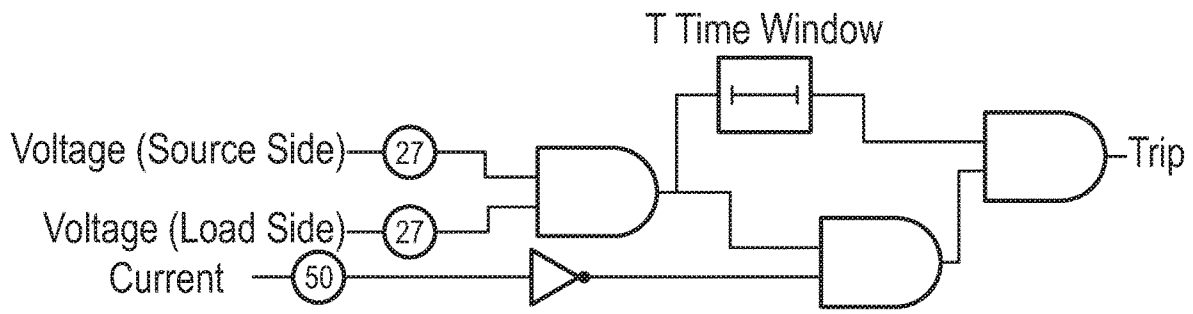 T Time Window
Voltage (Source Side)
27
Trip
Voltage (Load Side)
27
Current
50